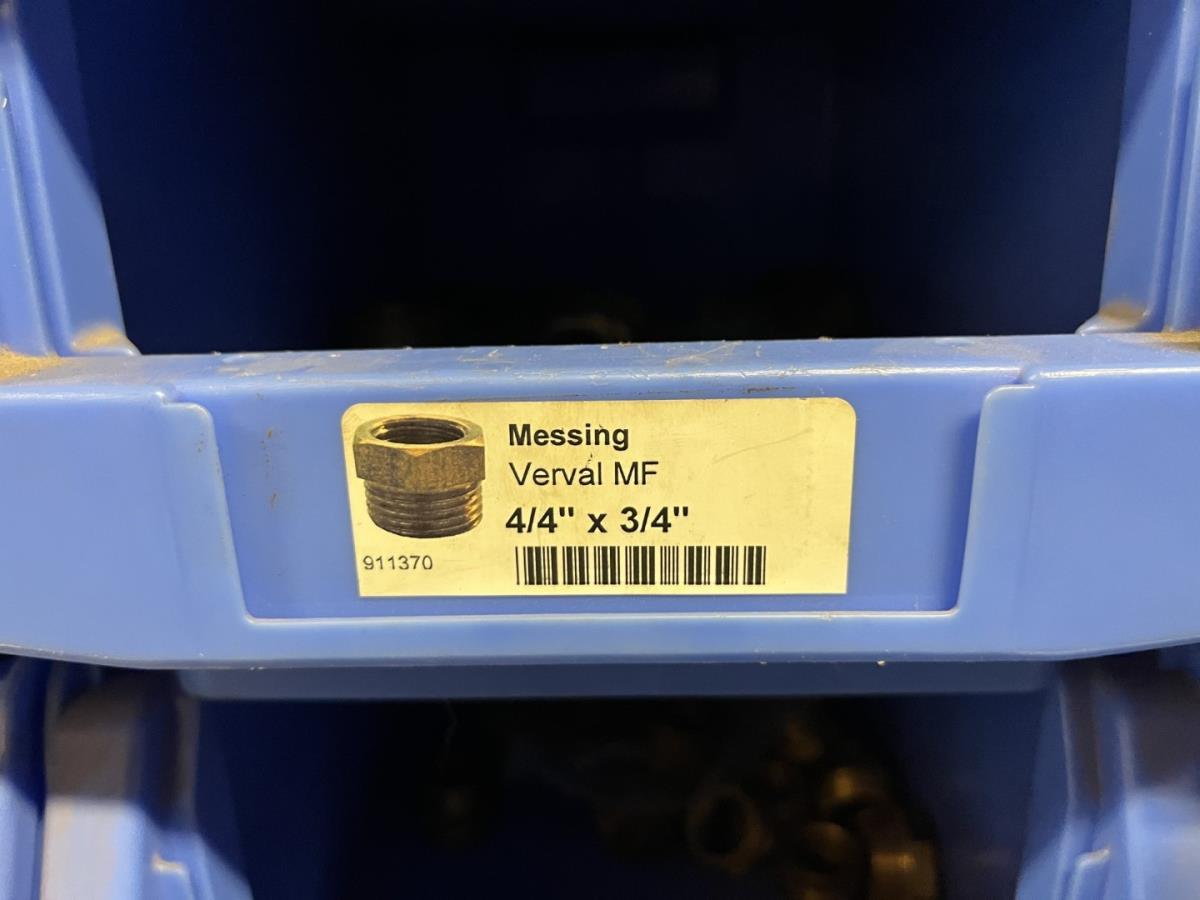 Messing
Verval MF
4/4" x 3/4"
911370